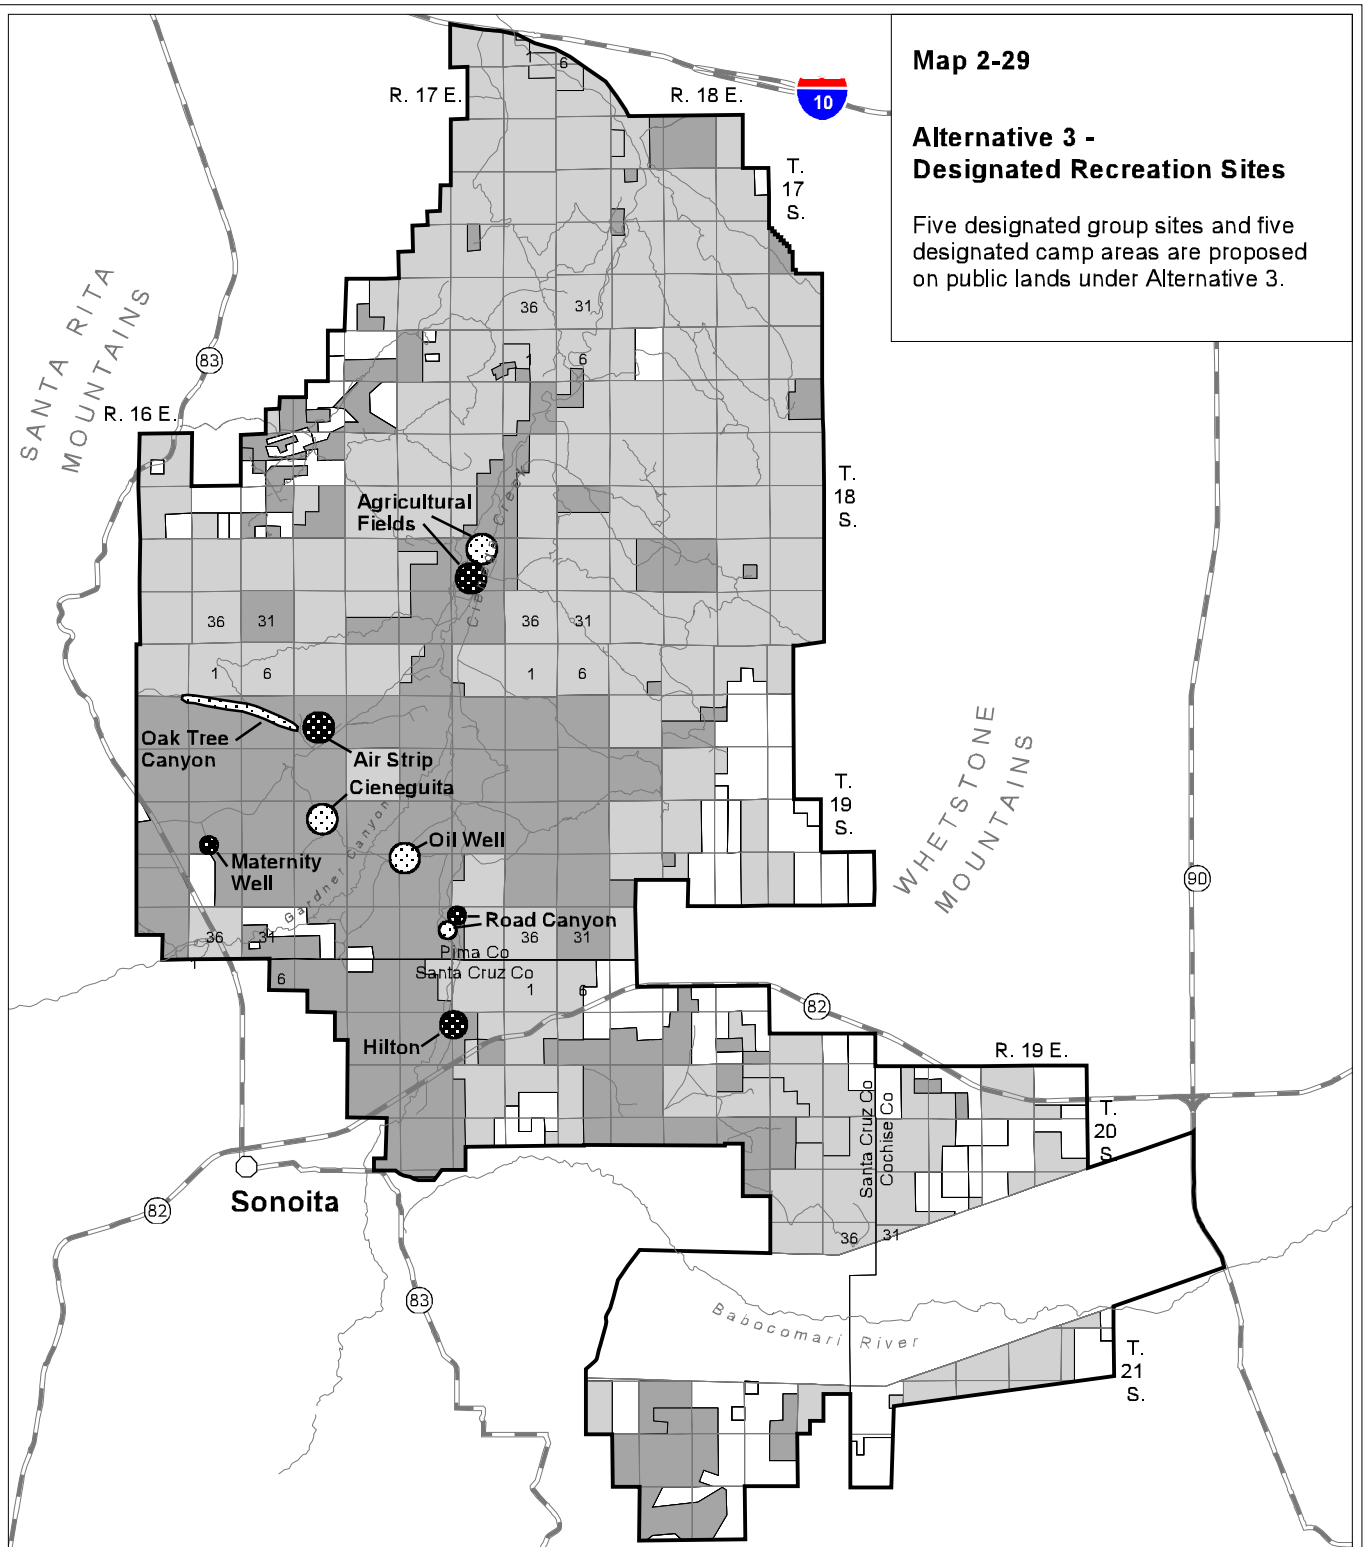 Map 2-29
Alternative 3 -
Designated Recreation Sites
Five designated group sites and five
designated camp areas are proposed
on public lands under Alternative 3.
10
R. 17 E.
R. 18 E.
1
6
T.
17
S.
SANTA RITA
MOUNTAINS
83
R. 16 E.
36
31
1
6
T.
18
S.
Agricultural
Fields
Cienega Creek
36
31
36
31
1
6
1
6
Oak Tree
Canyon
Air Strip
Cieneguita
Gardner Canyon
Oil Well
Maternity
Well
Road Canyon
T.
19
S.
WHETSTONE
MOUNTAINS
90
36
31
36
31
Pima Co
Santa Cruz Co
1
6
1
6
82
Hilton
R. 19 E.
Santa Cruz Co
Cochise Co
T.
20
S.
Sonoita
82
36
31
83
Babocomari River
T.
21
S.